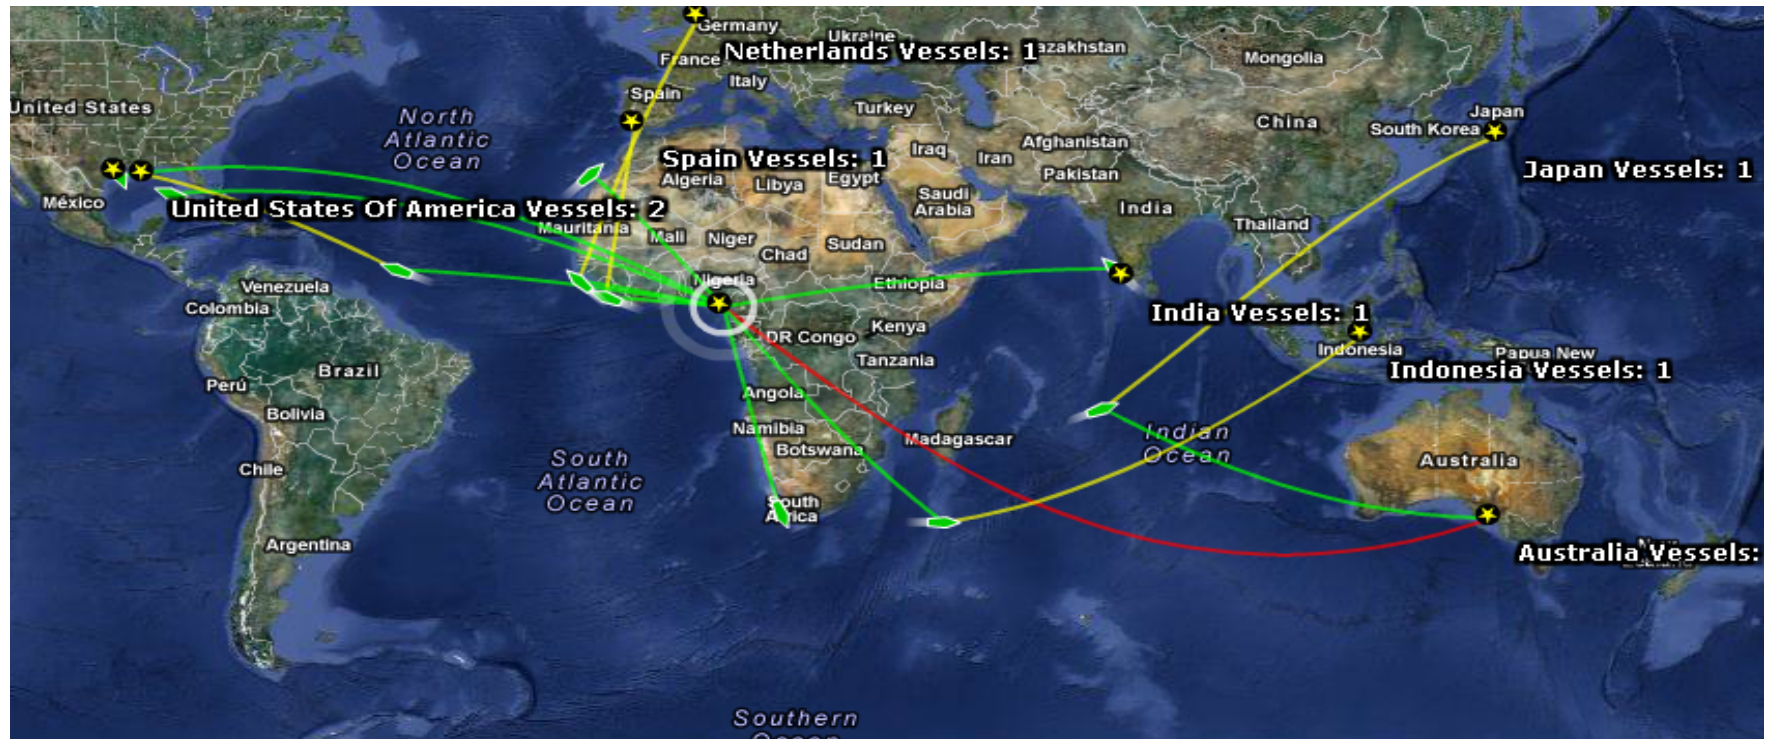 Germany
Ukraine
Netherlands Vessels: 1
azakhstan
France
Mongolia
Italy
Spain
United States
North
Atlantic
Ocean
Turkey
Japan
China
South Korea
Afghanistan
Iraq
Iran
Spain Vessels: 1
Pakistan
Japan Vessels: 1
Algeria
Libya
Egypt
Saudi
Arabia
México
United States Of America Vessels: 2
India
Mauritania
Thailand
Mali
Niger
Sudan
Chad
Nigeria
Ethiopia
Venezuela
Colombia
India Vessels: 1
Kenya
DR Congo
Indonesia
Papua New
Tanzania
Brazil
Indonesia Vessels: 1
Perú
Angola
Bolivia
Namibia
Botswana
Madagascar
Indian
Ocean
South
Atlantic
Ocean
Chile
Australia
South
Africa
Argentina
Australia Vessels:
Southern
Ocean